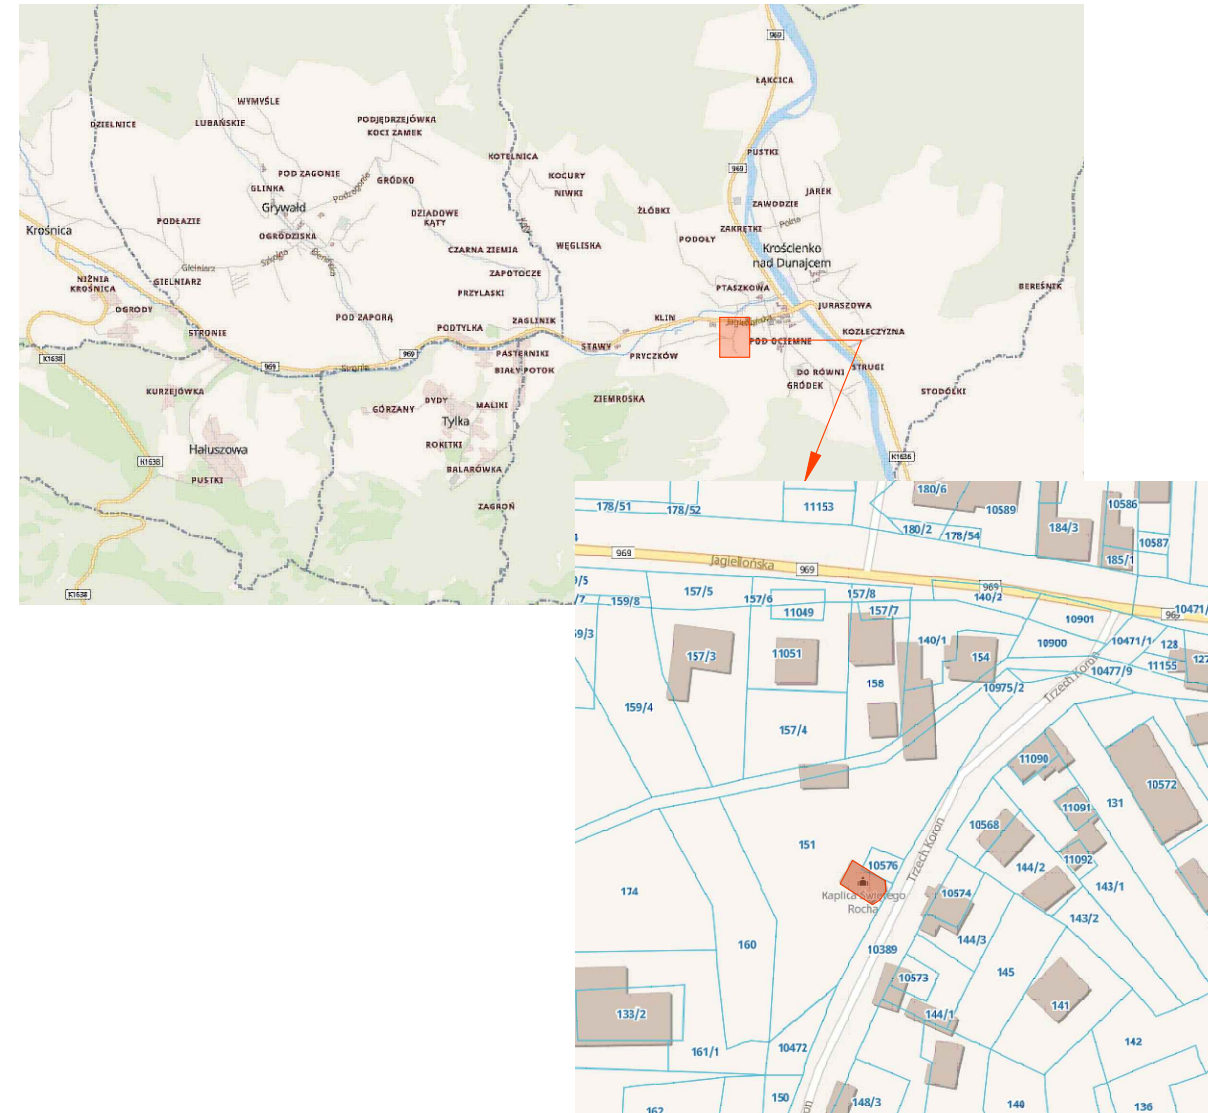 969
ŁĄKCICA
WYMYŚLE
DZIELNICE
LUBAŃSKIE
PODJĘDRZEJÓWKA
KOCI ZAMEK
PUSTKI
KOTELNICA
969
POD ZAGONIE
GRÓDKO
KOCURY
GLINKA
NIWKI
JAREK
Podzagonie
Grywałd
ZAWODZIE
ŻŁÓBKI
DZIADOWE
KĄTY
PODŁAZIE
Polna
Krośnica
ZAKRĘTKI
OGRODZISKA
PODOŁY
WĘGLISKA
CZARNA ZIEMIA
Krościenko
nad Dunajcem
Szkolna
Gielniarz
ZAPOTOCZE
NIŻNIA
KROŚNICA
GIELNIARZ
BEREŚNIK
PTASZKOWA
PRZYLASKI
JURASZOWA
OGRODY
POD ZAPORĄ
KLIN
ZAGLINIK
Jagiellońska
PODTYLKA
STRONIE
KOZŁECZYZNA
POD OCIEMNE
STAWY
PASTERNIKI
969
PRYCZKÓW
K1638
969
Stronie
STRUGI
BIAŁY POTOK
DO RÓWNI
GRÓDEK
KURZEJÓWKA
STODÓŁKI
DYDY
ZIEMROSKA
MALIKI
GÓRZANY
Tylka
ROKITKI
Hałuszowa
K1636
K1638
BALARÓWKA
PUSTKI
ZAGROŃ
K1638
180/6
178/51
178/52
11153
10589
10586
180/2
178/54
184/3
10587
969
Jagiellońska
969
185/1
969
157/5
157/6
157/8
140/2
159/8
11049
157/7
969
10471/
10901
140/1
10900
10471/1
128
157/3
11051
154
11155
127
10477/9
158
10975/2
Trzech Koron
159/4
157/4
11090
10572
11091
131
10568
Trzech Koron
151
11092
10576
144/2
174
143/1
10574
Kaplica Świętego
Rocha
143/2
160
144/3
10389
145
10573
141
133/2
144/1
142
161/1
10472
150
148/3
140
136
162